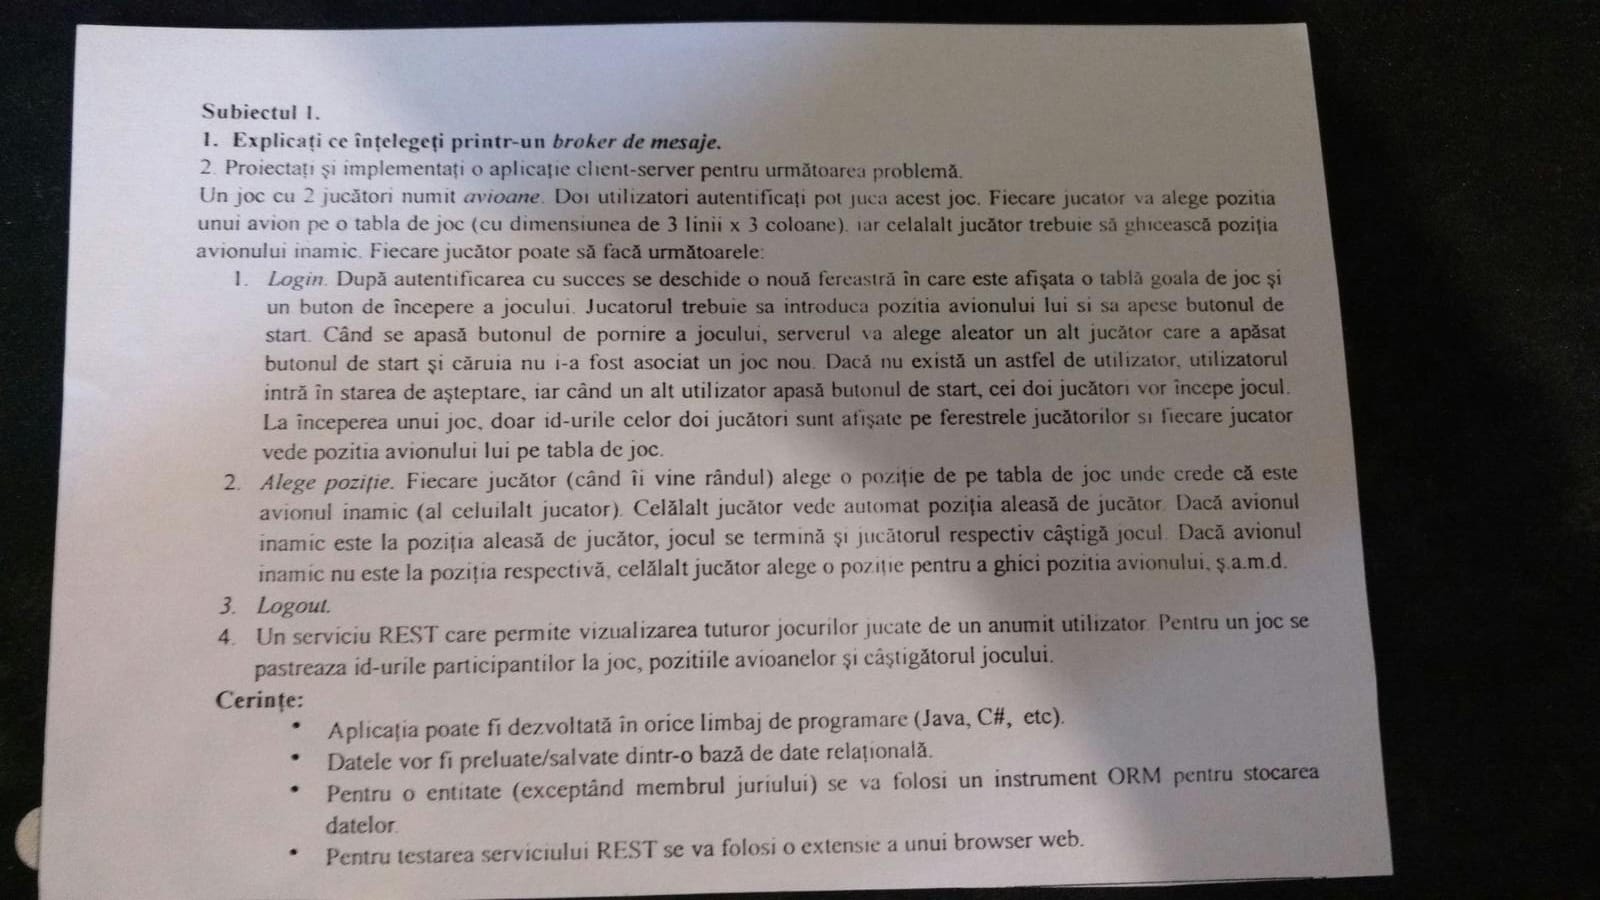 Subiectul 1.
1. Explicați ce înțelegeți printr-un broker de mesaje.
2. Proiectați și implementați o aplicație client-server pentru următoarea problemă.
Un joc cu 2 jucători numit avioane. Doi utilizatori autentificați pot juca acest joc. Fiecare jucator va alege pozitia
unui avion pe o tabla de joc (cu dimensiunea de 3 linii x 3 coloane), iar celalalt jucător trebuie să ghicească poziția
avionului inamic. Fiecare jucător poate să facă următoarele:
1. Login. După autentificarea cu succes se deschide o nouă fereastră în care este afișata o tablă goala de joc și
un buton de începere a jocului. Jucatorul trebuie sa introduca pozitia avionului lui si sa apese butonul de
start. Când se apasă butonul de pornire a jocului, serverul va alege aleator un alt jucător care a apăsat
butonul de start și căruia nu i-a fost asociat un joc nou. Dacă nu există un astfel de utilizator, utilizatorul
intră în starea de așteptare, iar când un alt utilizator apasă butonul de start, cei doi jucători vor începe jocul.
La începerea unui joc, doar id-urile celor doi jucători sunt afișate pe ferestrele jucătorilor si fiecare jucator
vede pozitia avionului lui pe tabla de joc.
2. Alege poziție. Fiecare jucător (când îi vine rândul) alege o poziție de pe tabla de joc unde crede că este
avionul inamic (al celuilalt jucator). Celălalt jucător vede automat poziția aleasă de jucător. Dacă avionul
inamic este la poziția aleasă de jucător, jocul se termină și jucătorul respectiv câștigă jocul. Dacă avionul
inamic nu este la poziția respectivă, celălalt jucător alege o poziție pentru a ghici pozitia avionului, ș.a.m.d.
3. Logout.
4. Un serviciu REST care permite vizualizarea tuturor jocurilor jucate de un anumit utilizator. Pentru un joc se
pastreaza id-urile participantilor la joc, pozitiile avioanelor și câștigătorul jocului.
Cerințe:
• Aplicația poate fi dezvoltată în orice limbaj de programare (Java, C#, etc).
• Datele vor fi preluate/salvate dintr-o bază de date relațională.
• Pentru o entitate (exceptând membrul juriului) se va folosi un instrument ORM pentru stocarea
datelor.
• Pentru testarea serviciului REST se va folosi o extensie a unui browser web.